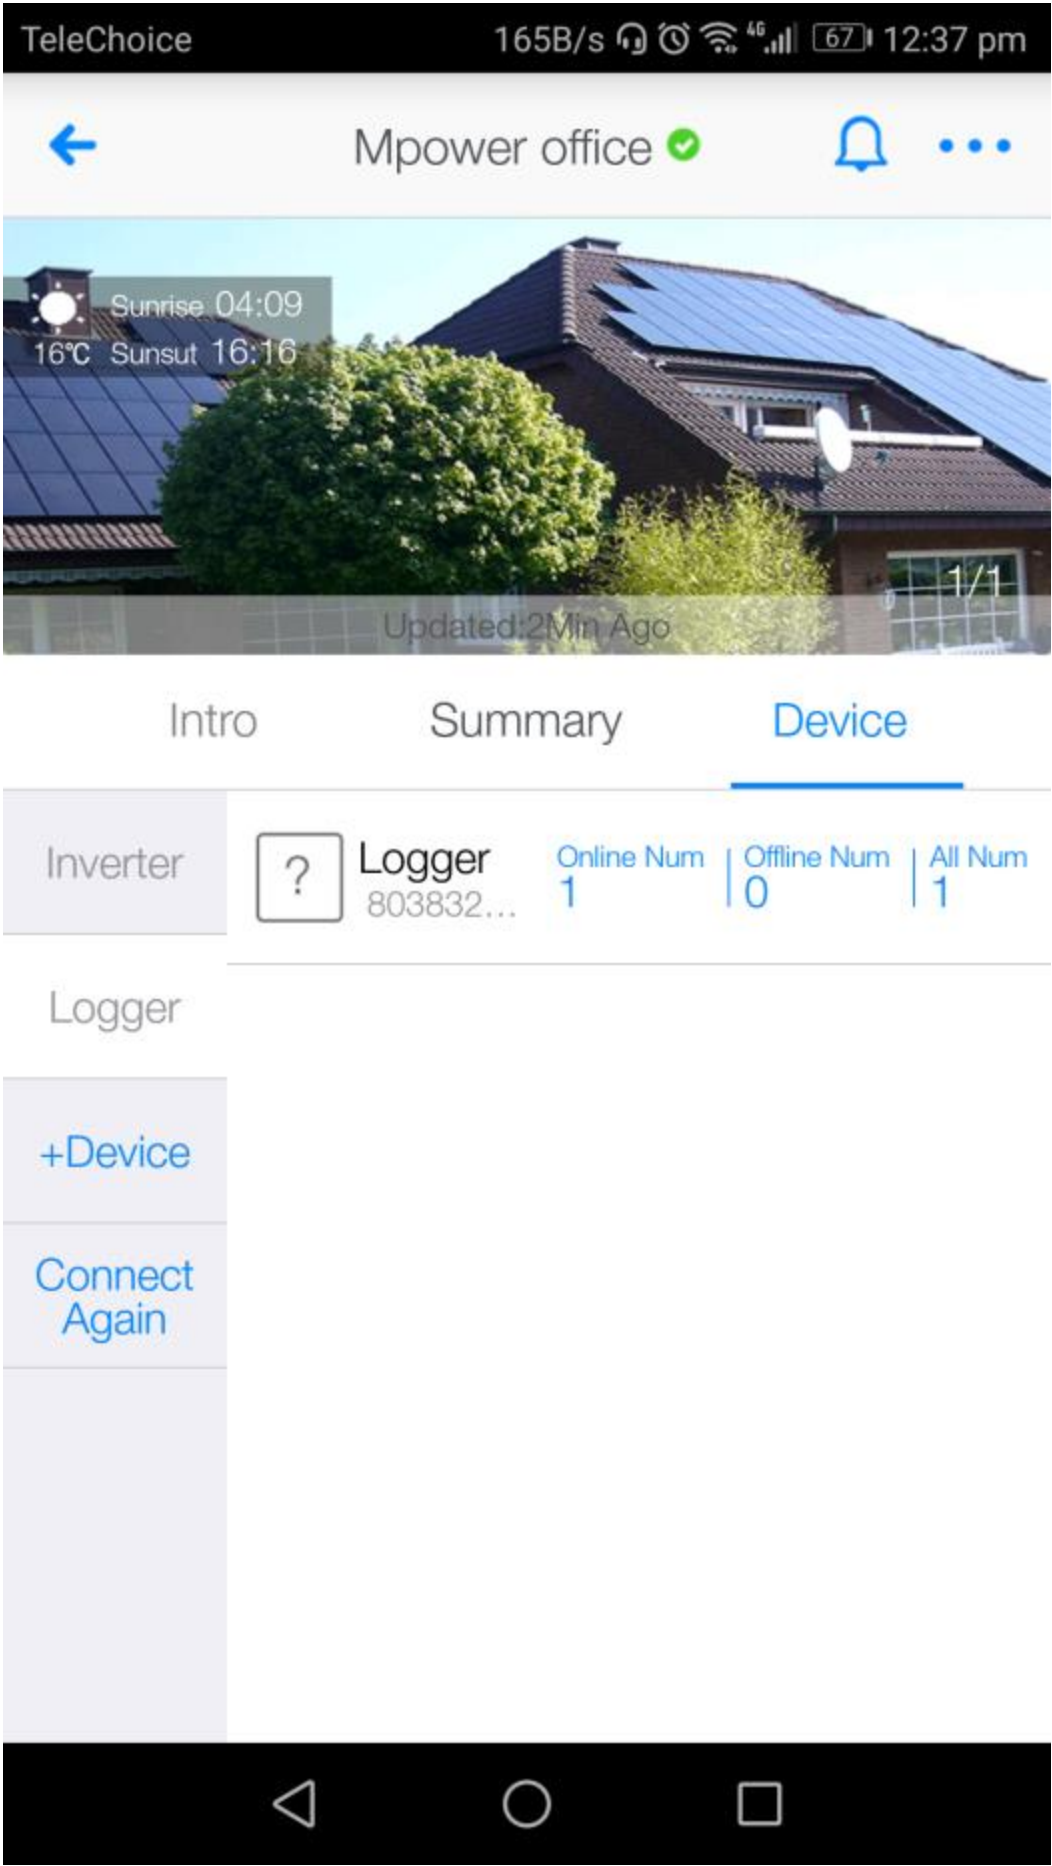 TeleChoice 165B/s 4G 67 12:37 pm
Mpower office
Sunrise 04:09
16℃ Sunsut 16:16
1/1
Updated:2Min Ago
Intro Summary Device
Inverter
Logger
+Device
Connect
Again
?
Logger
803832...
Online Num
1
Offline Num
0
All Num
1